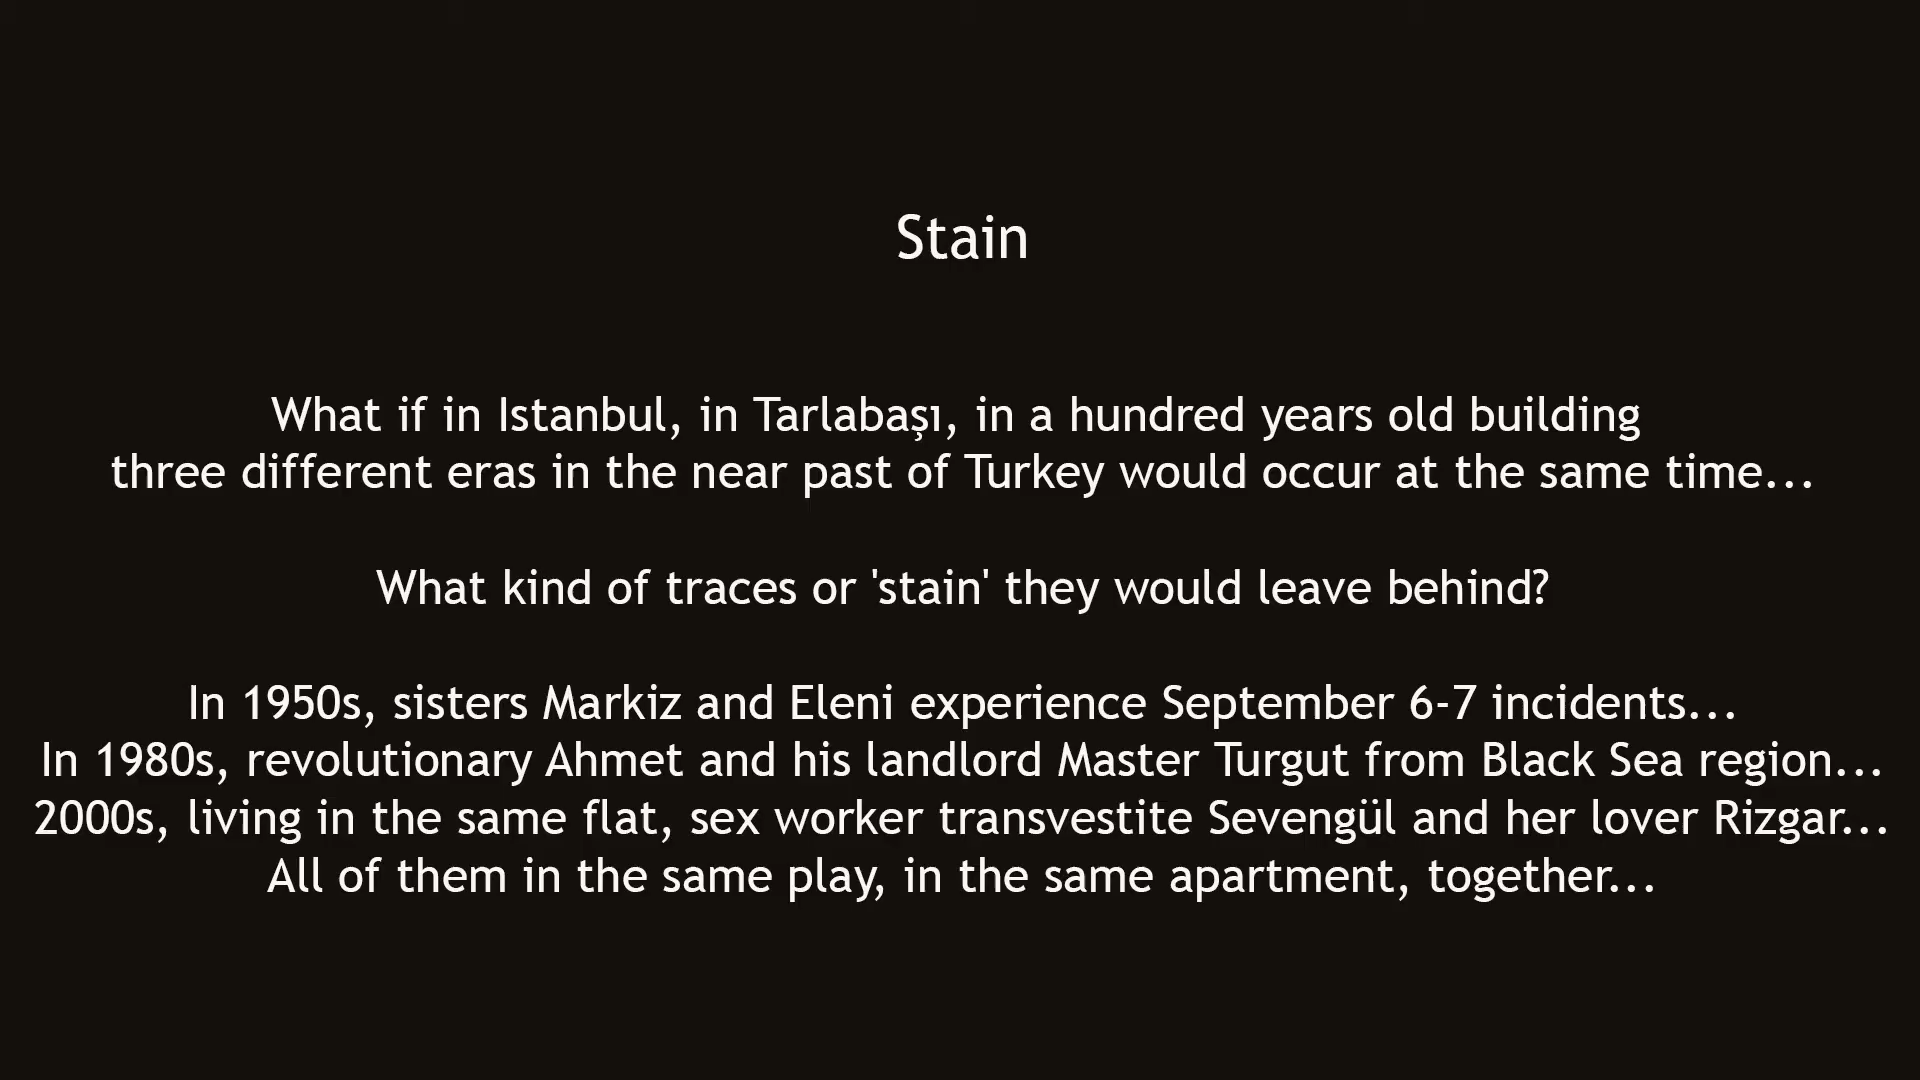 Stain
What if in Istanbul, in Tarlabaşı, in a hundred years old building
three different eras in the near past of Turkey would occur at the same time...
What kind of traces or 'stain' they would leave behind?
In 1950s, sisters Markiz and Eleni experience September 6-7 incidents...
In 1980s, revolutionary Ahmet and his landlord Master Turgut from Black Sea region...
2000s, living in the same flat, sex worker transvestite Sevengül and her lover Rizgar...
All of them in the same play, in the same apartment, together...